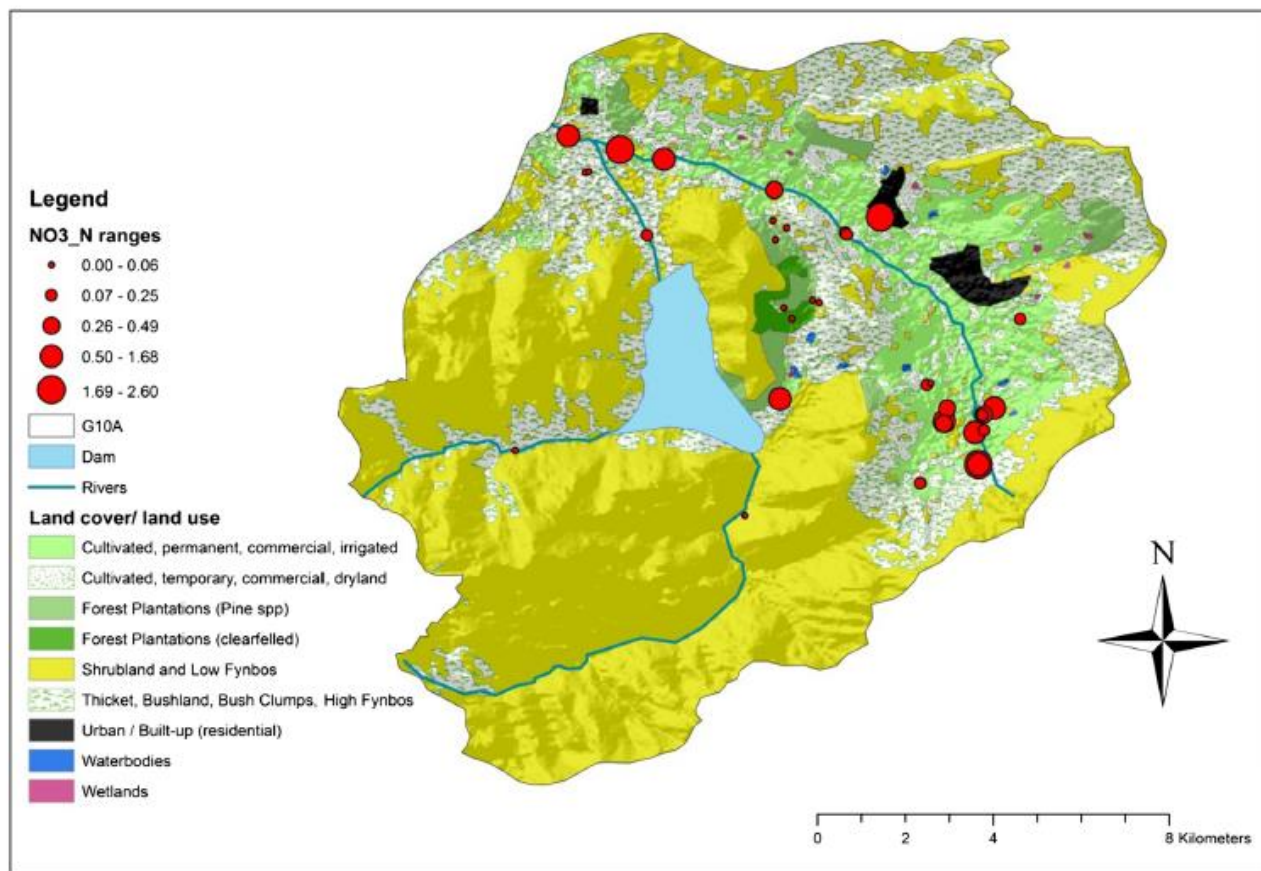 Legend
NO3_N ranges
0.00 - 0.06
0.07 - 0.25
0.26 - 0.49
0.50 - 1.68
1.69 - 2.60
G10A
Dam
Rivers
Land cover/ land use
Cultivated, permanent, commercial, irrigated
Cultivated, temporary, commercial, dryland
Forest Plantations (Pine spp)
Forest Plantations (clearfelled)
Shrubland and Low Fynbos
Thicket, Bushland, Bush Clumps, High Fynbos
Urban / Built-up (residential)
Waterbodies
Wetlands
N
0 2 4 8 Kilometers